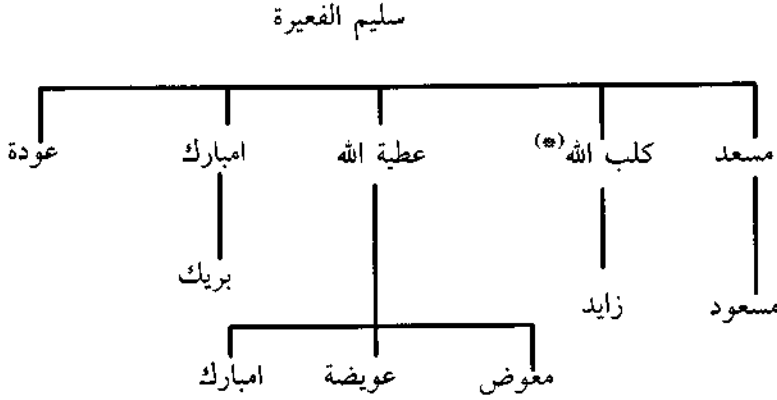 سليم الفعيرة
مسعد كلب الله (*) عطية الله امبارك عودة
بريك
مسعود زايد
معوض عويضة امبارك